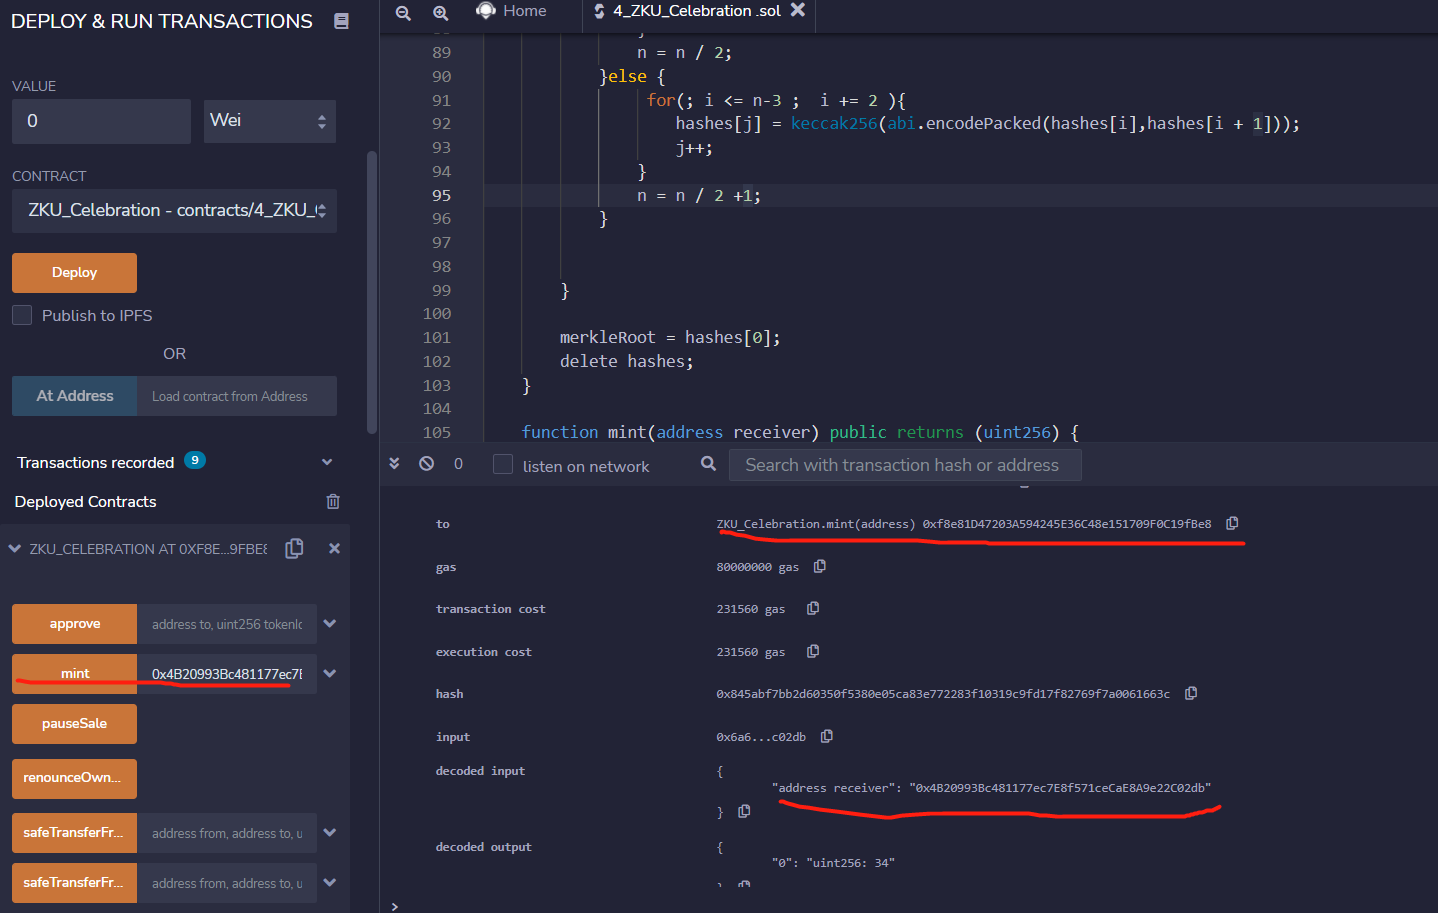 DEPLOY & RUN TRANSACTIONS
VALUE
0
Wei
CONTRACT
ZKU_Celebration - contracts/4_ZKU_
Deploy
Publish to IPFS
OR
At Address
Load contract from Address
Transactions recorded 9
Deployed Contracts
ZKU_CELEBRATION AT 0XF8E...9FBE8
approve
address to, uint256 tokenId
mint
0x4B20993Bc481177ec7E
pauseSale
renounceOwn...
safeTransferFr...
address from, address to, u
safeTransferFr...
address from, address to, u
Home
4_ZKU_Celebration .sol
89 n = n / 2;
90 }else {
91 for(; i <= n-3 ; i += 2 ){
92 hashes[j] = keccak256(abi.encodePacked(hashes[i],hashes[i + 1]));
93 j++;
94 }
95 n = n / 2 +1;
96 }
97
98
99 }
100
101 merkleRoot = hashes[0];
102 delete hashes;
103 }
104
105 function mint(address receiver) public returns (uint256) {
0
listen on network
Search with transaction hash or address
to ZKU_Celebration.mint(address) 0xf8e81D47203A594245E36C48e151709F0C19fBe8
gas 80000000 gas
transaction cost 231560 gas
execution cost 231560 gas
hash 0x845abf7bb2d60350f5380e05ca83e772283f10319c9fd17f82769f7a0061663c
input 0x6a6...c02db
decoded input {
"address receiver": "0x4B20993Bc481177ec7E8f571ceCaE8A9e22C02db"
}
decoded output {
"0": "uint256: 34"
}
>